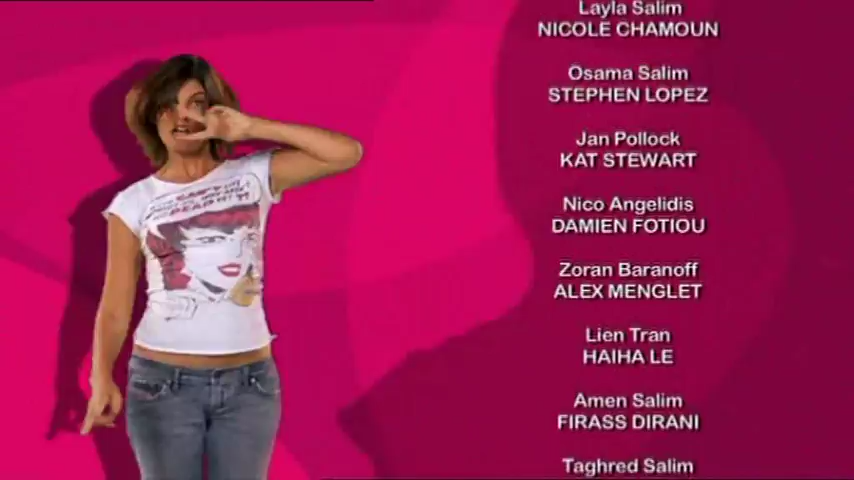 Layla Salim
NICOLE CHAMOUN
Osama Salim
STEPHEN LOPEZ
Jan Pollock
KAT STEWART
Nico Angelidis
DAMIEN FOTIOU
Zoran Baranoff
ALEX MENGLET
Lien Tran
HAIHA LE
Amen Salim
FIRASS DIRANI
Taghred Salim